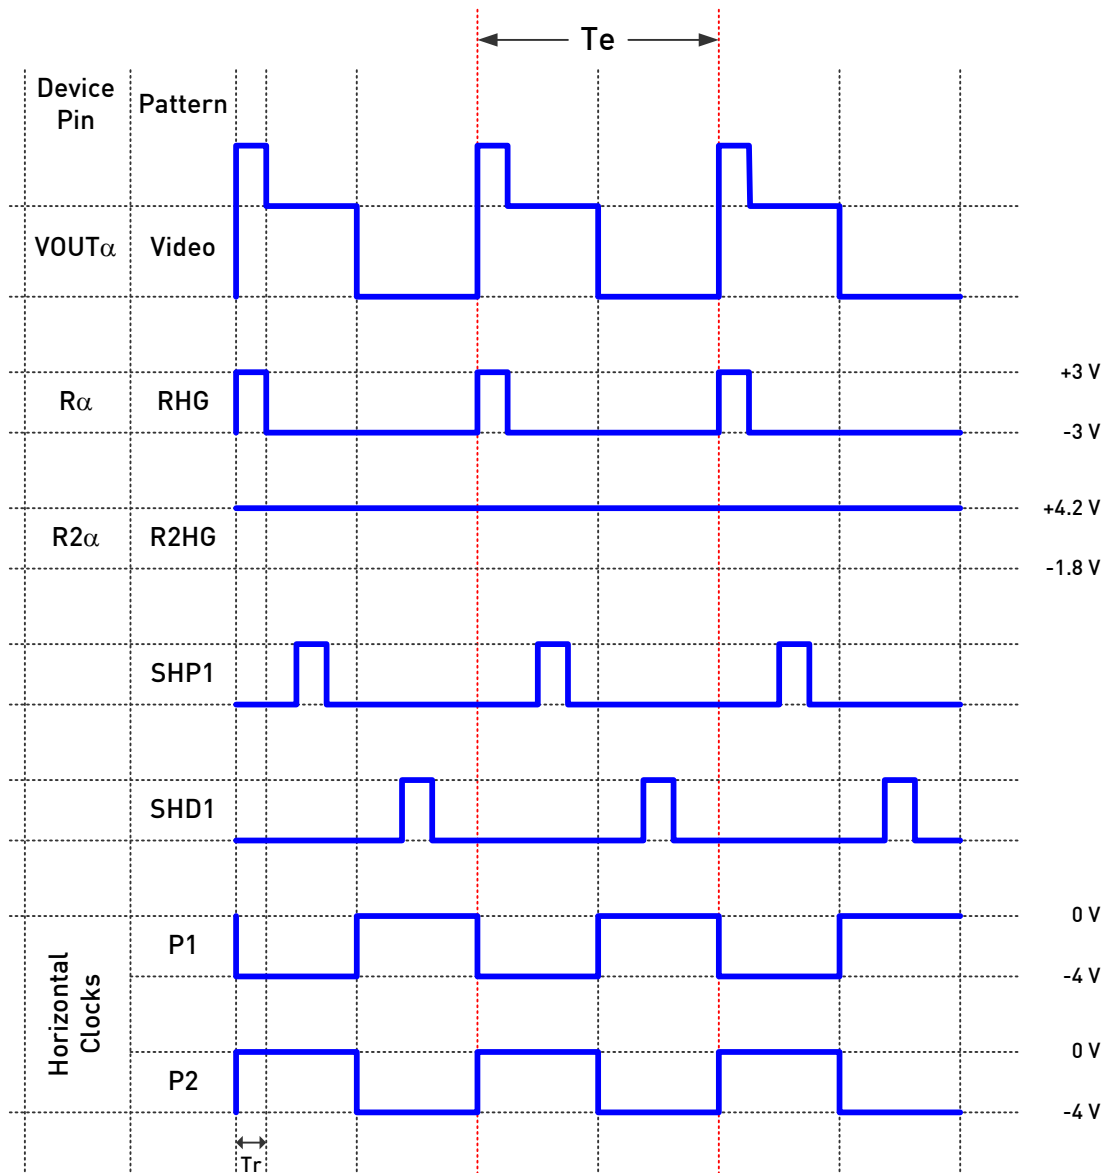 Te
Device
Pin
Pattern
VOUTα
Video
+3 V
Rα
RHG
-3 V
+4.2 V
R2α
R2HG
-1.8 V
SHP1
SHD1
0 V
P1
-4 V
Horizontal
Clocks
0 V
P2
-4 V
Tr